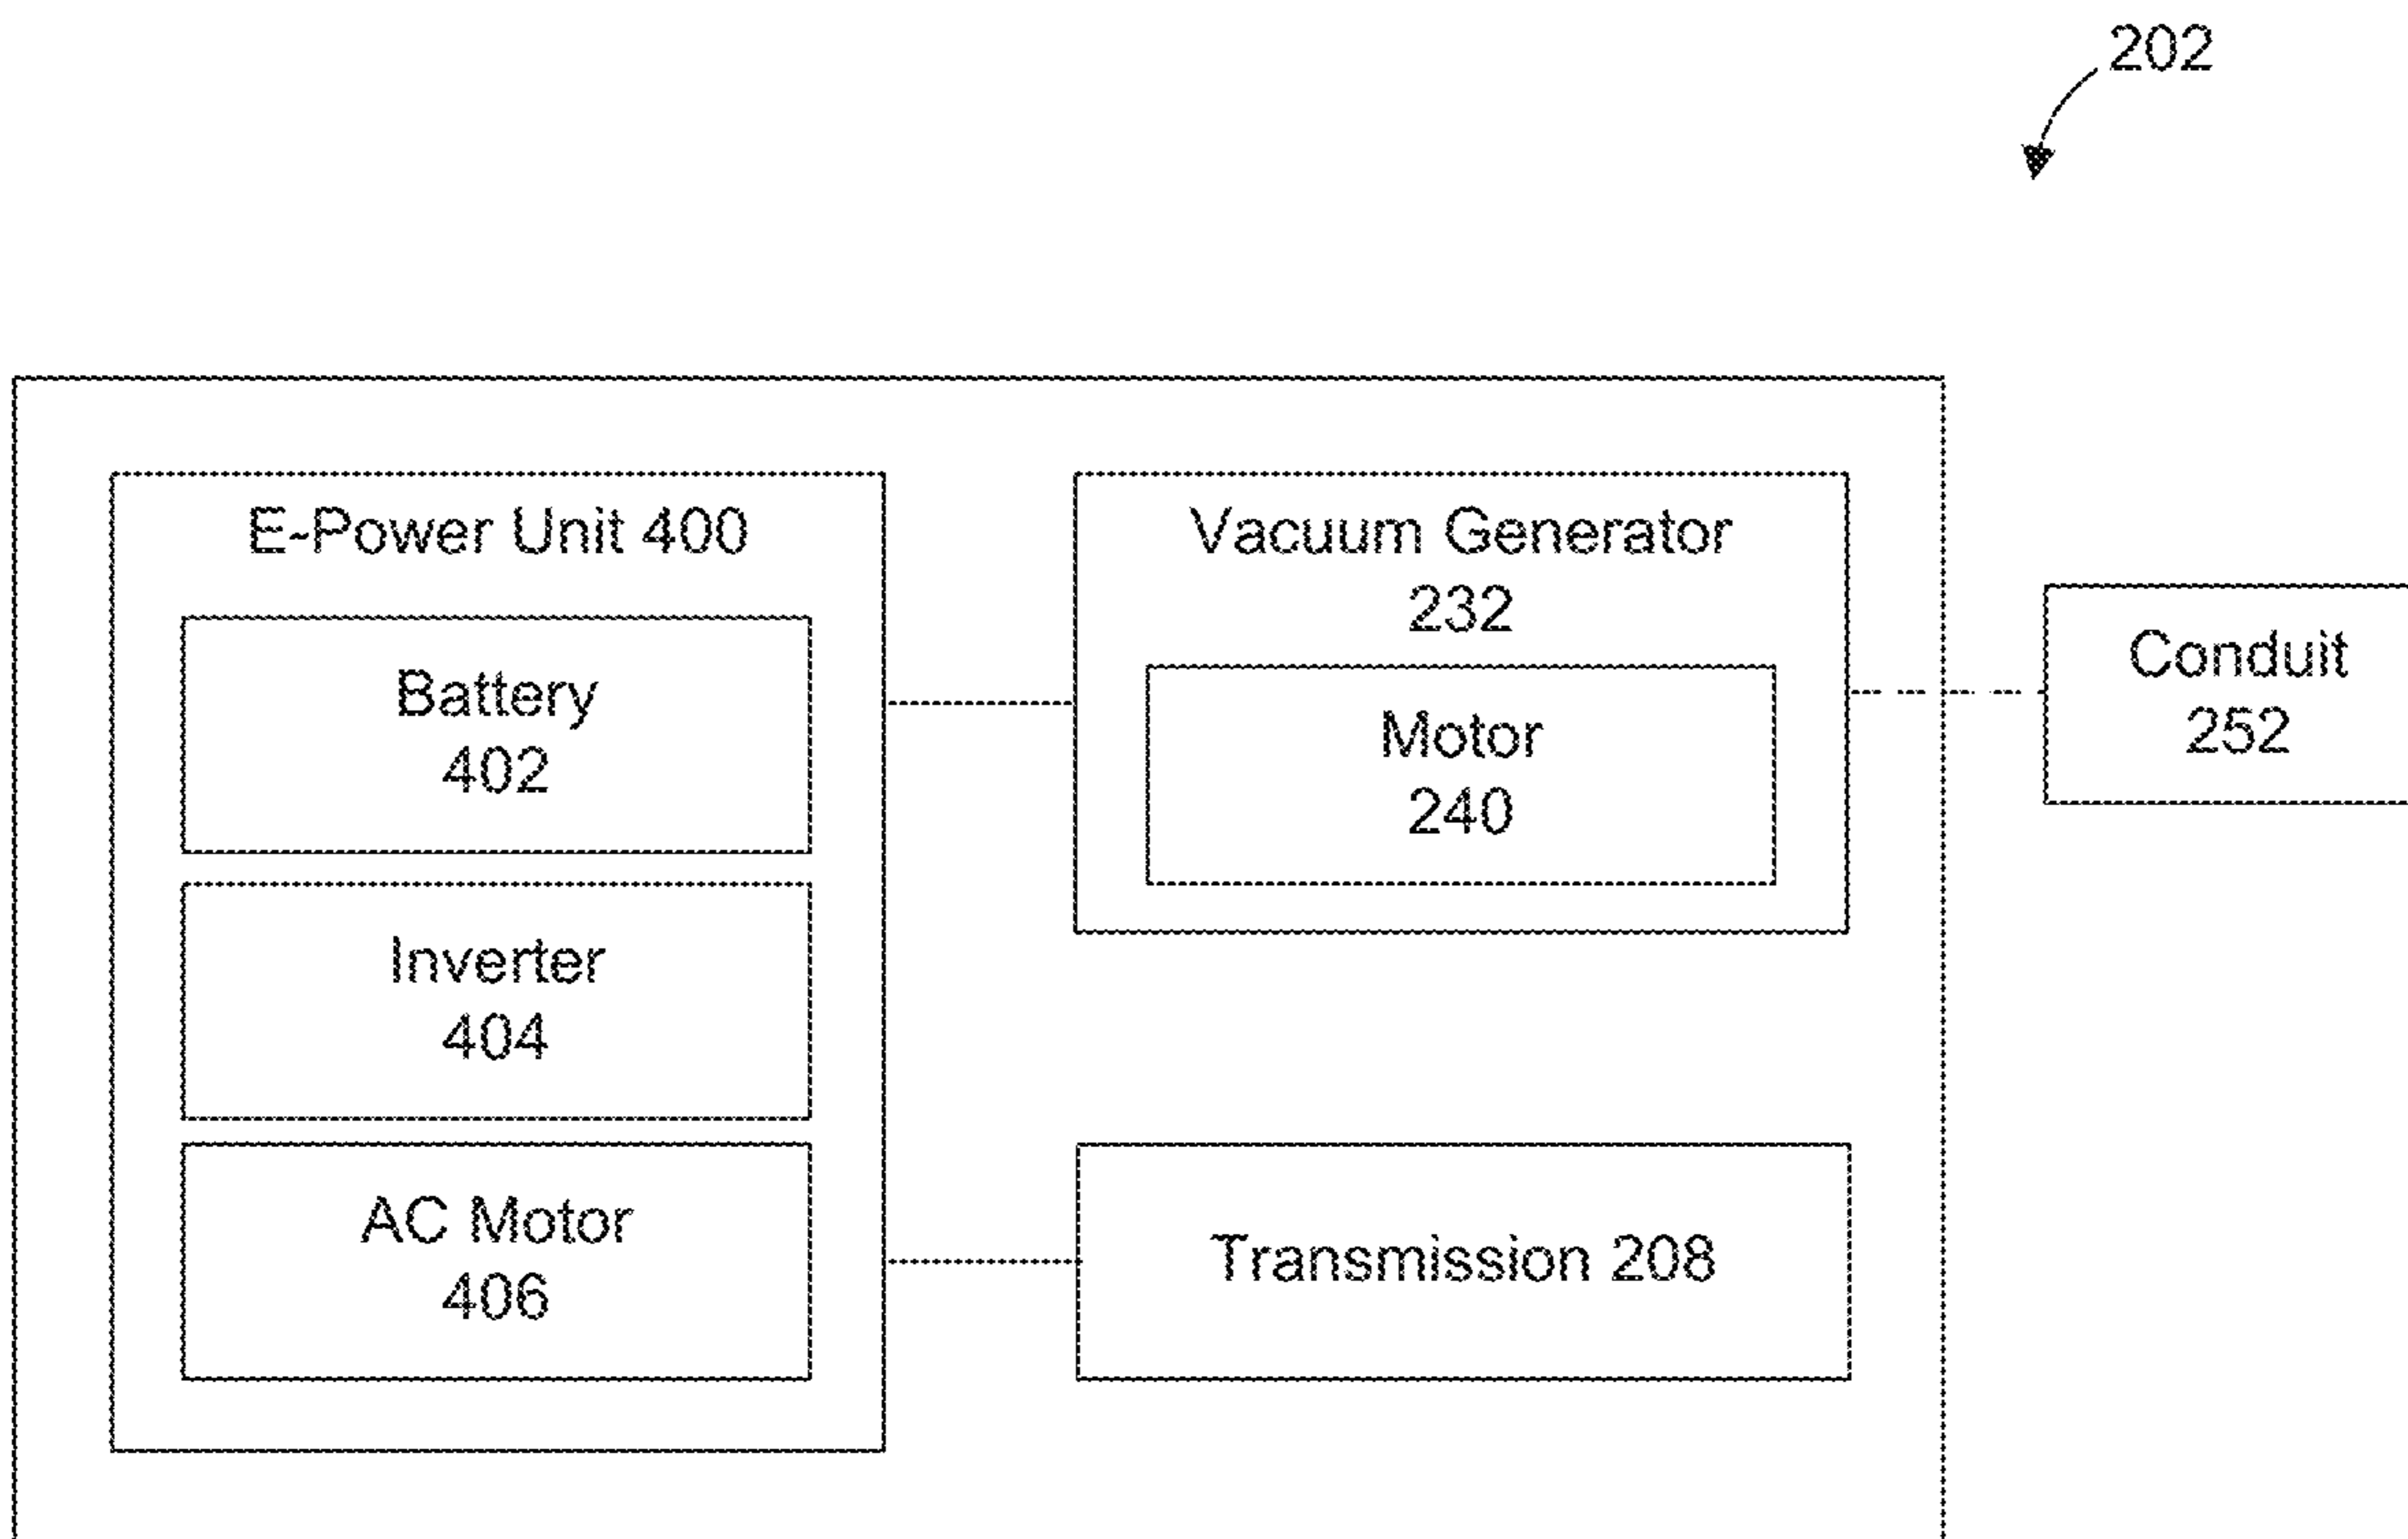 202
E-Power Unit 400
Battery
402
Inverter
404
AC Motor
406
Vacuum Generator
232
Motor
240
Transmission 208
Conduit
252